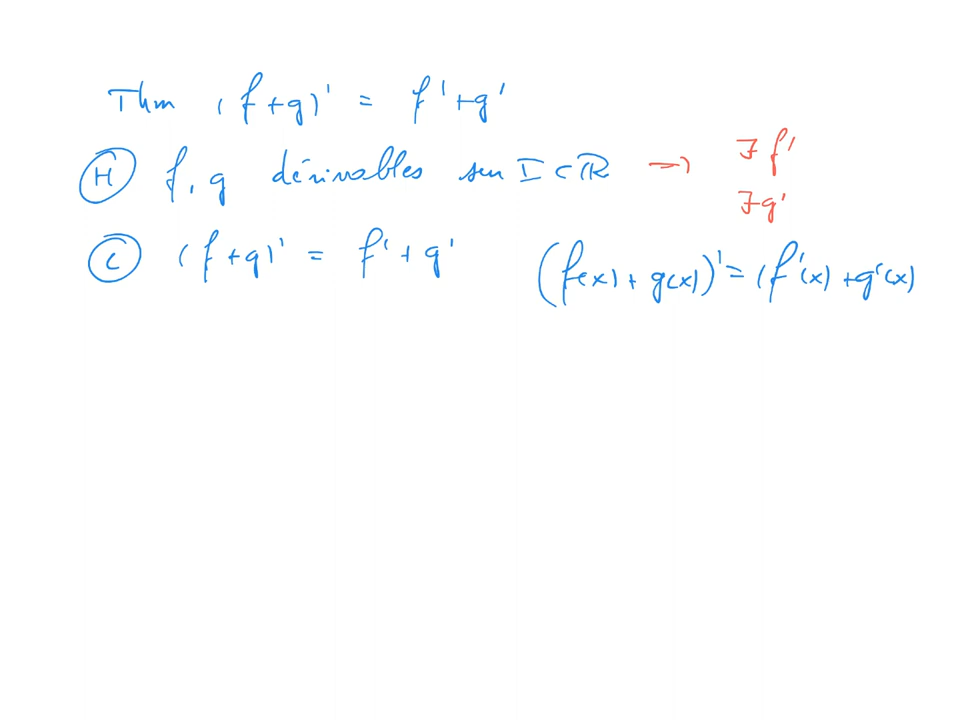 Thm (f+g)' = f'+g'
(H) f, g dérivables sur I ⊂ ℝ → ∃ f'
∃ g'
(C) (f+g)' = f' + g' (f(x) + g(x))' = (f'(x) + g'(x)